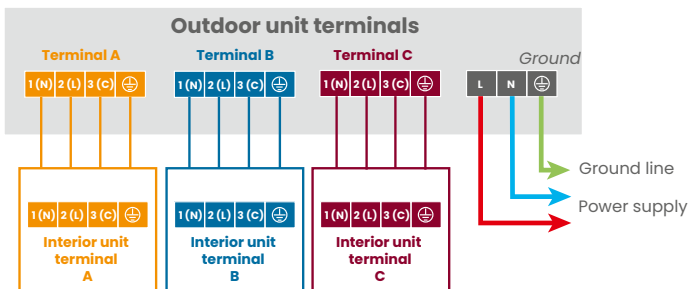 Outdoor unit terminals
Terminal A
Terminal B
Terminal C
Ground
1 (N) 2 (L) 3 (C)
1 (N) 2 (L) 3 (C)
1 (N) 2 (L) 3 (C)
L N
Ground line
Power supply
1 (N) 2 (L) 3 (C)
1 (N) 2 (L) 3 (C)
1 (N) 2 (L) 3 (C)
Interior unit
terminal
A
Interior unit
terminal
B
Interior unit
terminal
C